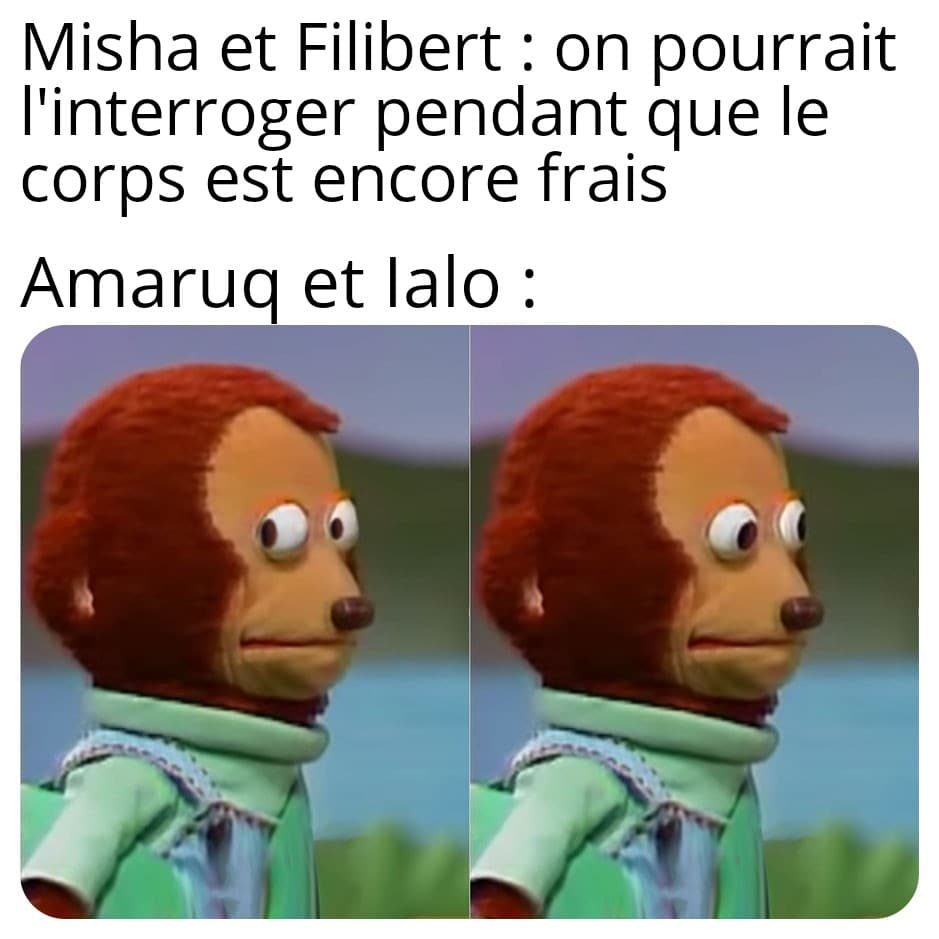 Misha et Filibert : on pourrait
l'interroger pendant que le
corps est encore frais
Amaruq et Ialo :